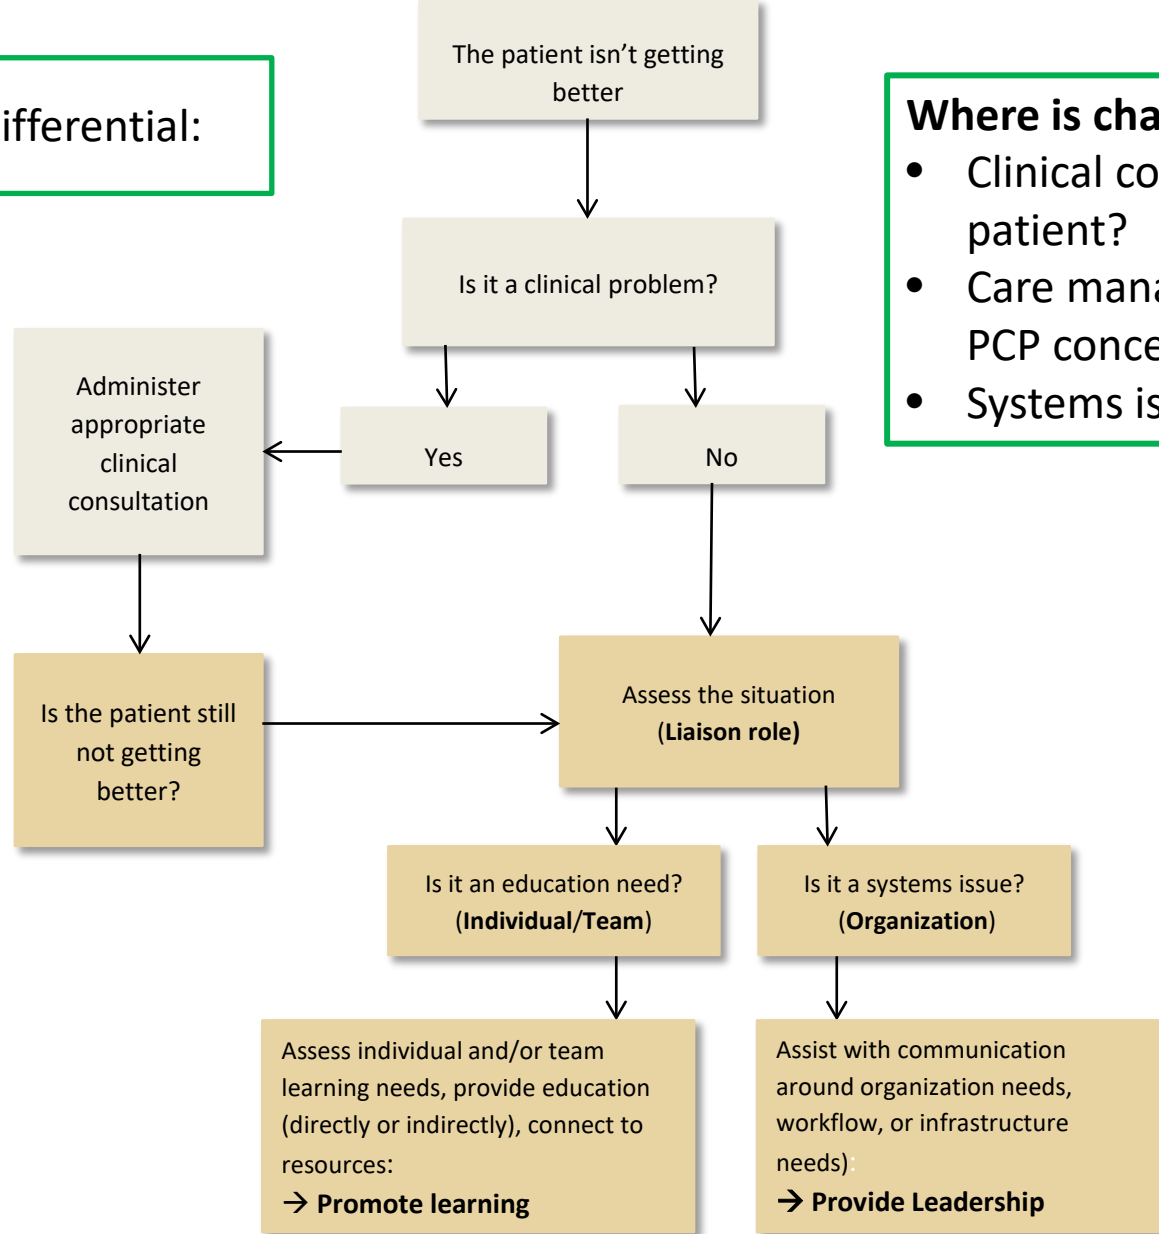 The patient isn’t getting
better
ifferential:
Where is cha
• Clinical co
patient?
• Care mana
PCP conce
• Systems is
Is it a clinical problem?
Administer
appropriate
clinical
consultation
Yes
No
Is the patient still
not getting
better?
Assess the situation
(Liaison role)
Is it an education need?
(Individual/Team)
Is it a systems issue?
(Organization)
Assess individual and/or team
learning needs, provide education
(directly or indirectly), connect to
resources:
→ Promote learning
Assist with communication
around organization needs,
workflow, or infrastructure
needs):
→ Provide Leadership